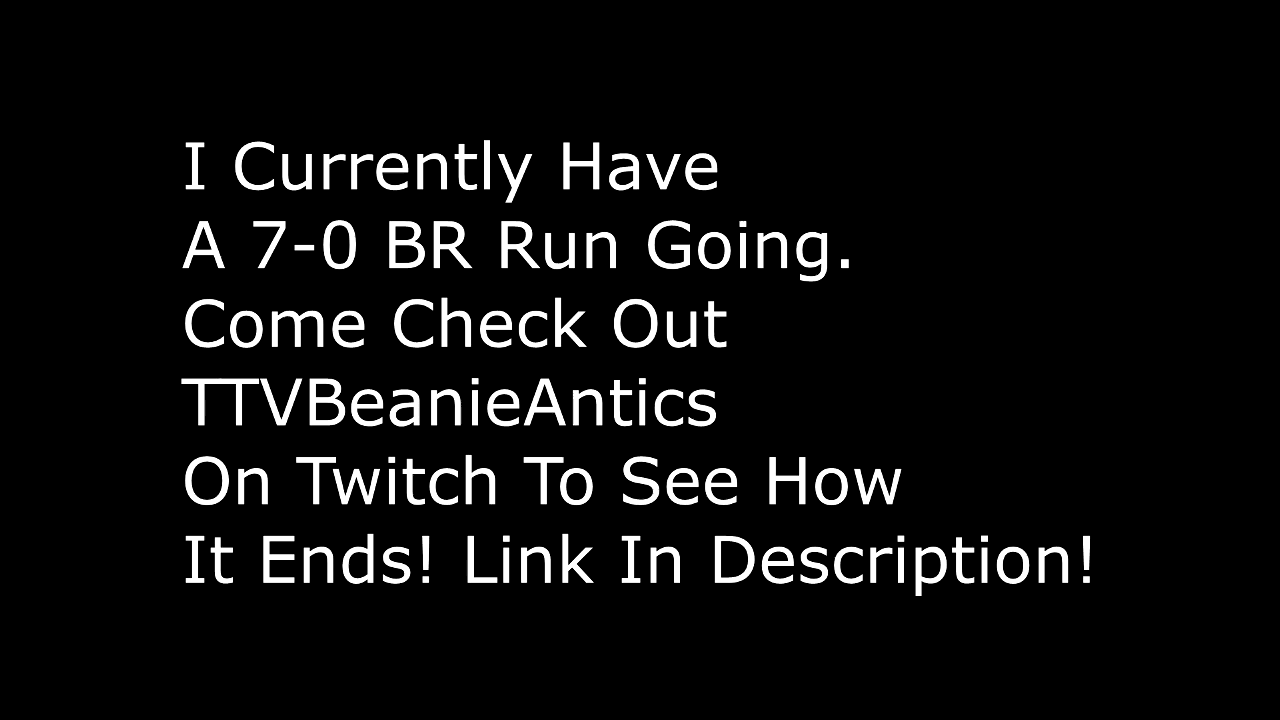 I Currently Have
A 7-0 BR Run Going.
Come Check Out
TTVBeanieAntics
On Twitch To See How
It Ends! Link In Description!